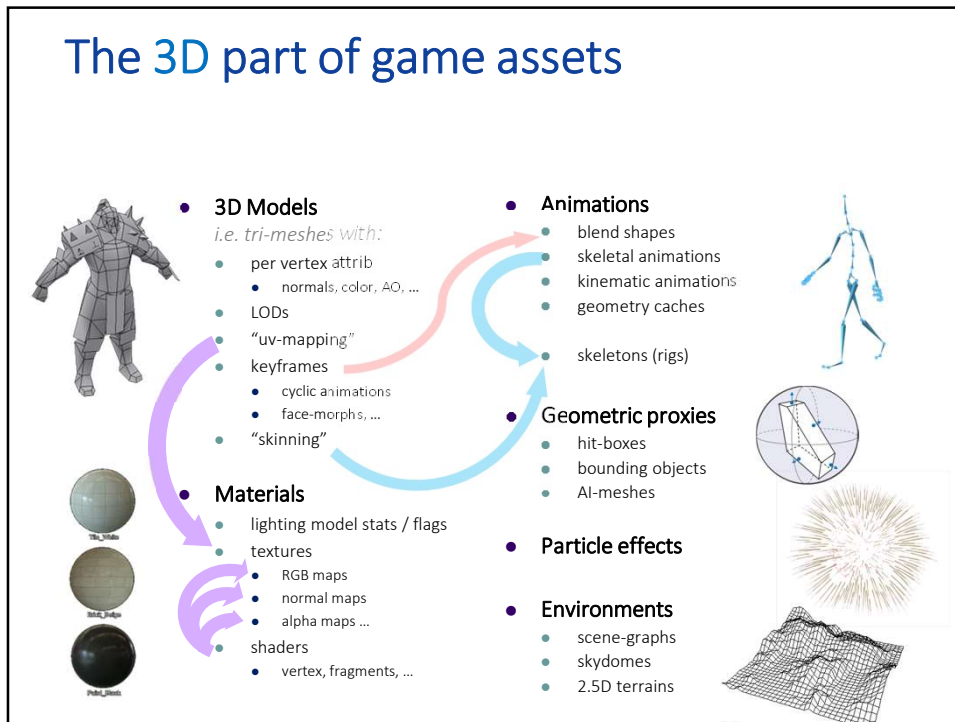 The 3D part of game assets
3D Models
i.e. tri-meshes with:
per vertex attrib
normals, color, AO, …
LODs
“uv-mapping”
keyframes
cyclic animations
face-morphs, …
“skinning”
Materials
lighting model stats / flags
textures
RGB maps
normal maps
alpha maps …
shaders
vertex, fragments, …
Animations
blend shapes
skeletal animations
kinematic animations
geometry caches
skeletons (rigs)
Geometric proxies
hit-boxes
bounding objects
AI-meshes
Particle effects
Environments
scene-graphs
skydomes
2.5D terrains
Tile_White
Paint_Black